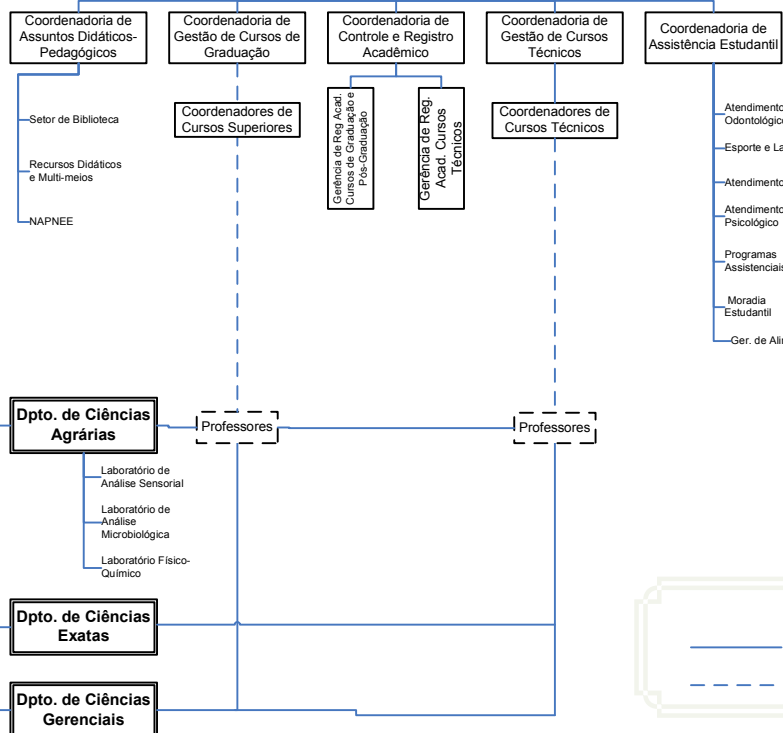 Coordenadoria de
Assuntos Didáticos-
Pedagógicos
Coordenadoria de
Gestão de Cursos de
Graduação
Coordenadoria de
Controle e Registro
Acadêmico
Coordenadoria de
Gestão de Cursos
Técnicos
Coordenadoria de
Assistência Estudantil
Setor de Biblioteca
Recursos Didáticos
e Multi-meios
NAPNEE
Coordenadores de
Cursos Superiores
Gerência de Reg Acad.
Cursos de Graduação e
Pós-Graduação
Gerência de Reg.
Acad. Cursos
Técnicos
Coordenadores de
Cursos Técnicos
Atendimento
Odontológico
Esporte e La
Atendimento
Atendimento
Psicológico
Programas
Assistenciais
Moradia
Estudantil
Ger. de Alim
Dpto. de Ciências
Agrárias
Professores
Professores
Laboratório de
Análise Sensorial
Laboratório de
Análise
Microbiológica
Laboratório Físico-
Químico
Dpto. de Ciências
Exatas
Dpto. de Ciências
Gerenciais